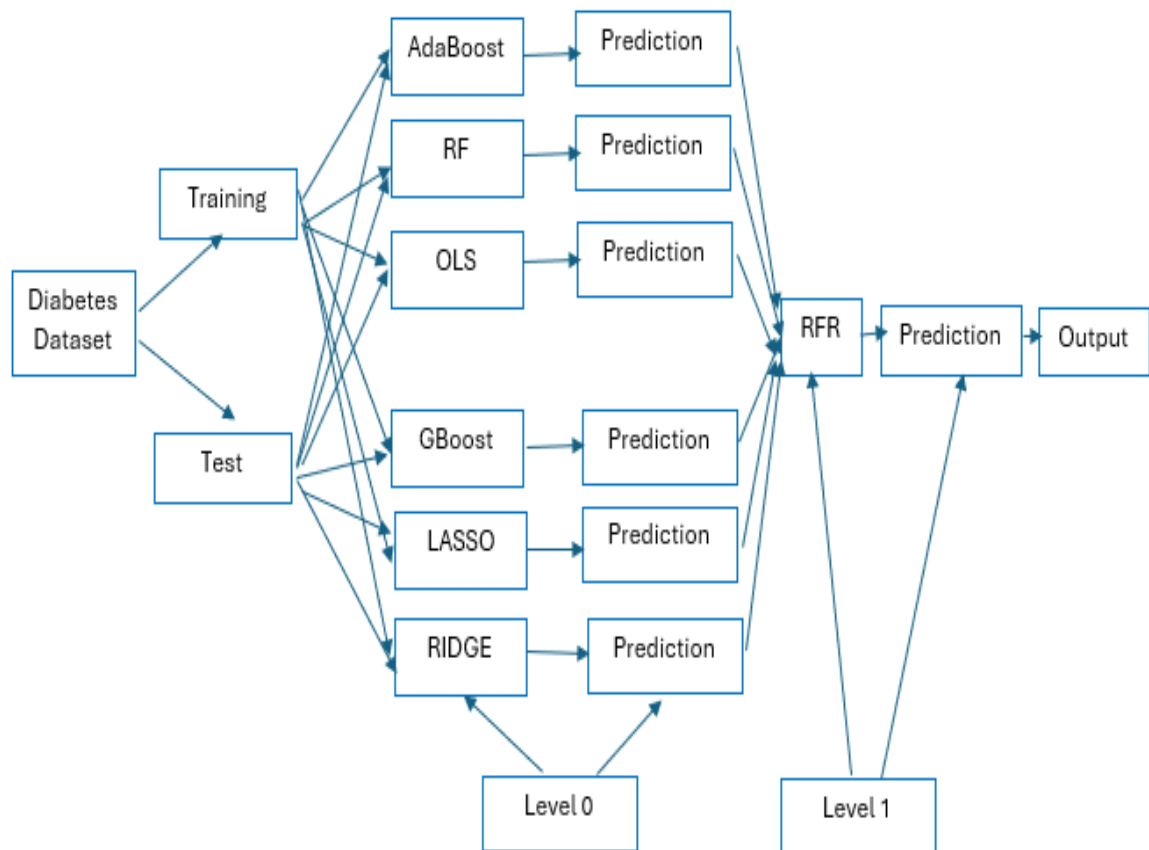 AdaBoost
Prediction
RF
Prediction
Training
OLS
Prediction
Diabetes
Dataset
RFR
Prediction
Output
GBoost
Prediction
Test
LASSO
Prediction
RIDGE
Prediction
Level 0
Level 1